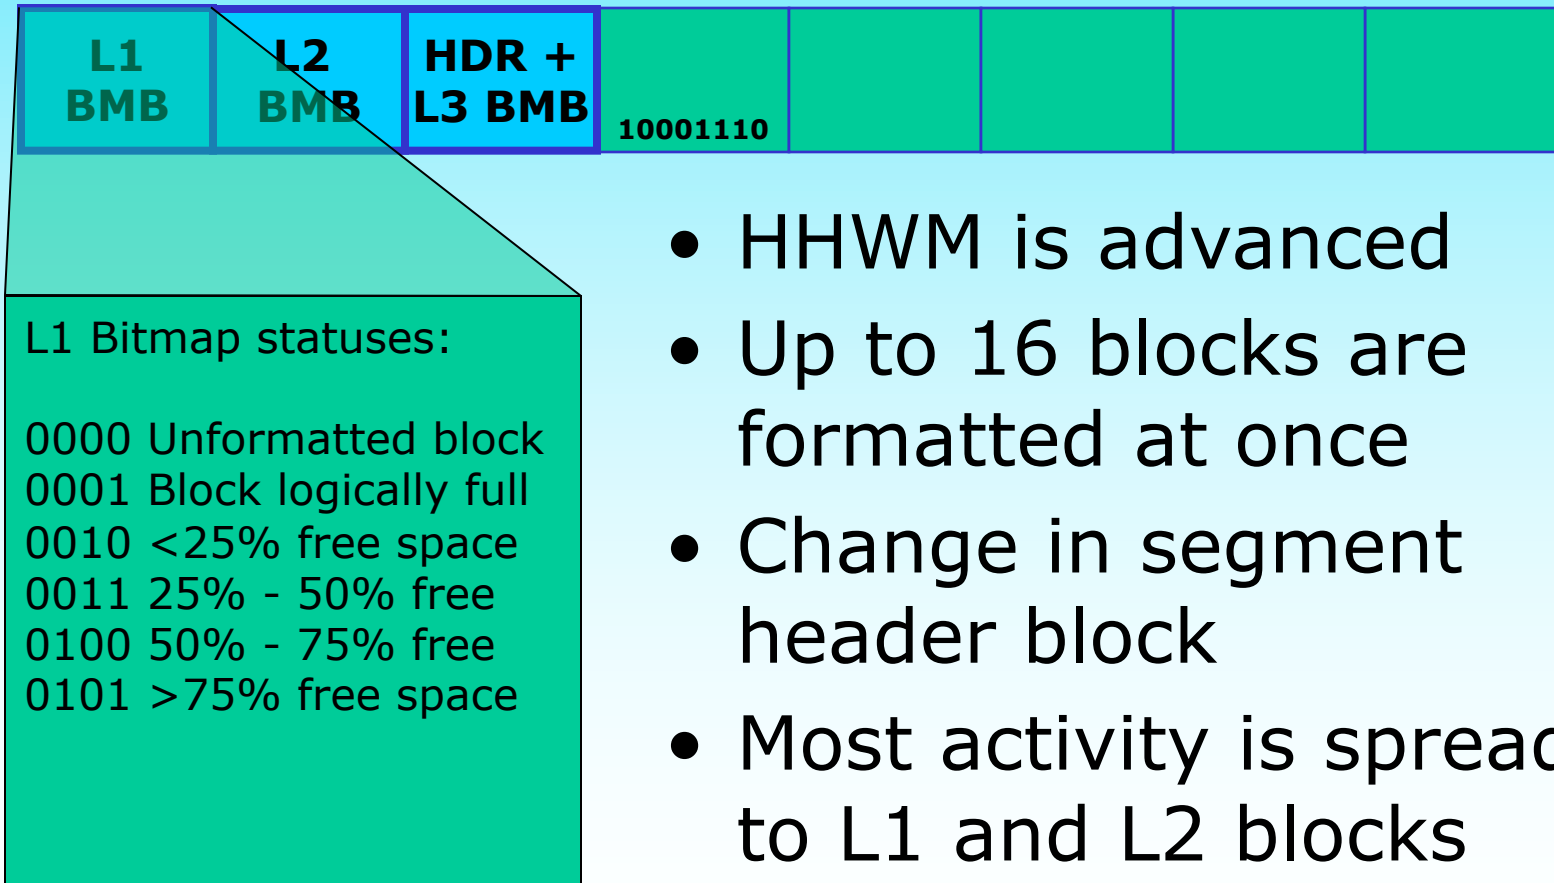 L1
BMB
L2
BMB
HDR +
L3 BMB
10001110
L1 Bitmap statuses:
0000 Unformatted block
0001 Block logically full
0010 <25% free space
0011 25% - 50% free
0100 50% - 75% free
0101 >75% free space
• HHWM is advanced
• Up to 16 blocks are
formatted at once
• Change in segment
header block
• Most activity is spread
to L1 and L2 blocks